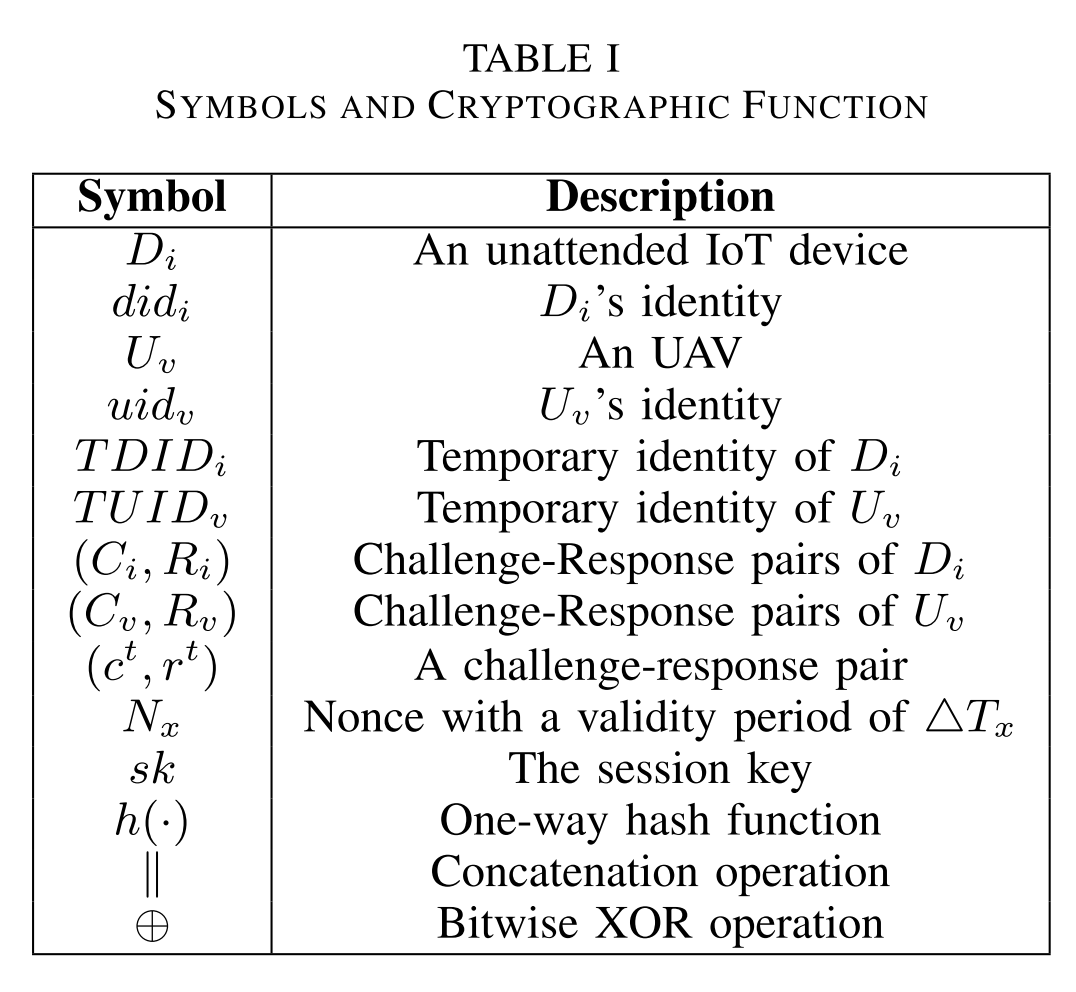 TABLE I
SYMBOLS AND CRYPTOGRAPHIC FUNCTION
Symbol Description
D_i An unattended IoT device
did_i D_i's identity
U_v An UAV
uid_v U_v's identity
TDID_i Temporary identity of D_i
TUID_v Temporary identity of U_v
(C_i, R_i) Challenge-Response pairs of D_i
(C_v, R_v) Challenge-Response pairs of U_v
(c^t, r^t) A challenge-response pair
N_x Nonce with a validity period of △T_x
sk The session key
h(·) One-way hash function
∥ Concatenation operation
⊕ Bitwise XOR operation